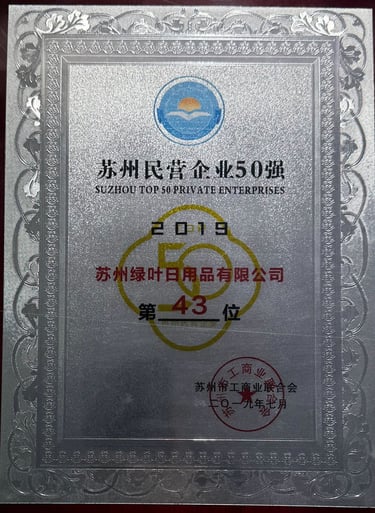 苏州民营企业50强
SUZHOU TOP 50 PRIVATE ENTERPRISES
2019
50
苏州绿叶日用品有限公司
第 43 位
苏州市工商业联合会
二〇一九年七月